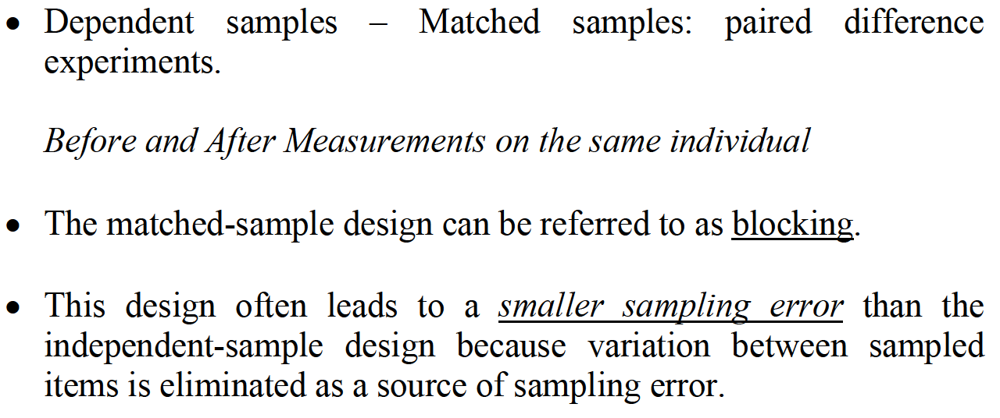 • Dependent samples – Matched samples: paired difference
experiments.
Before and After Measurements on the same individual
• The matched-sample design can be referred to as blocking.
• This design often leads to a smaller sampling error than the
independent-sample design because variation between sampled
items is eliminated as a source of sampling error.